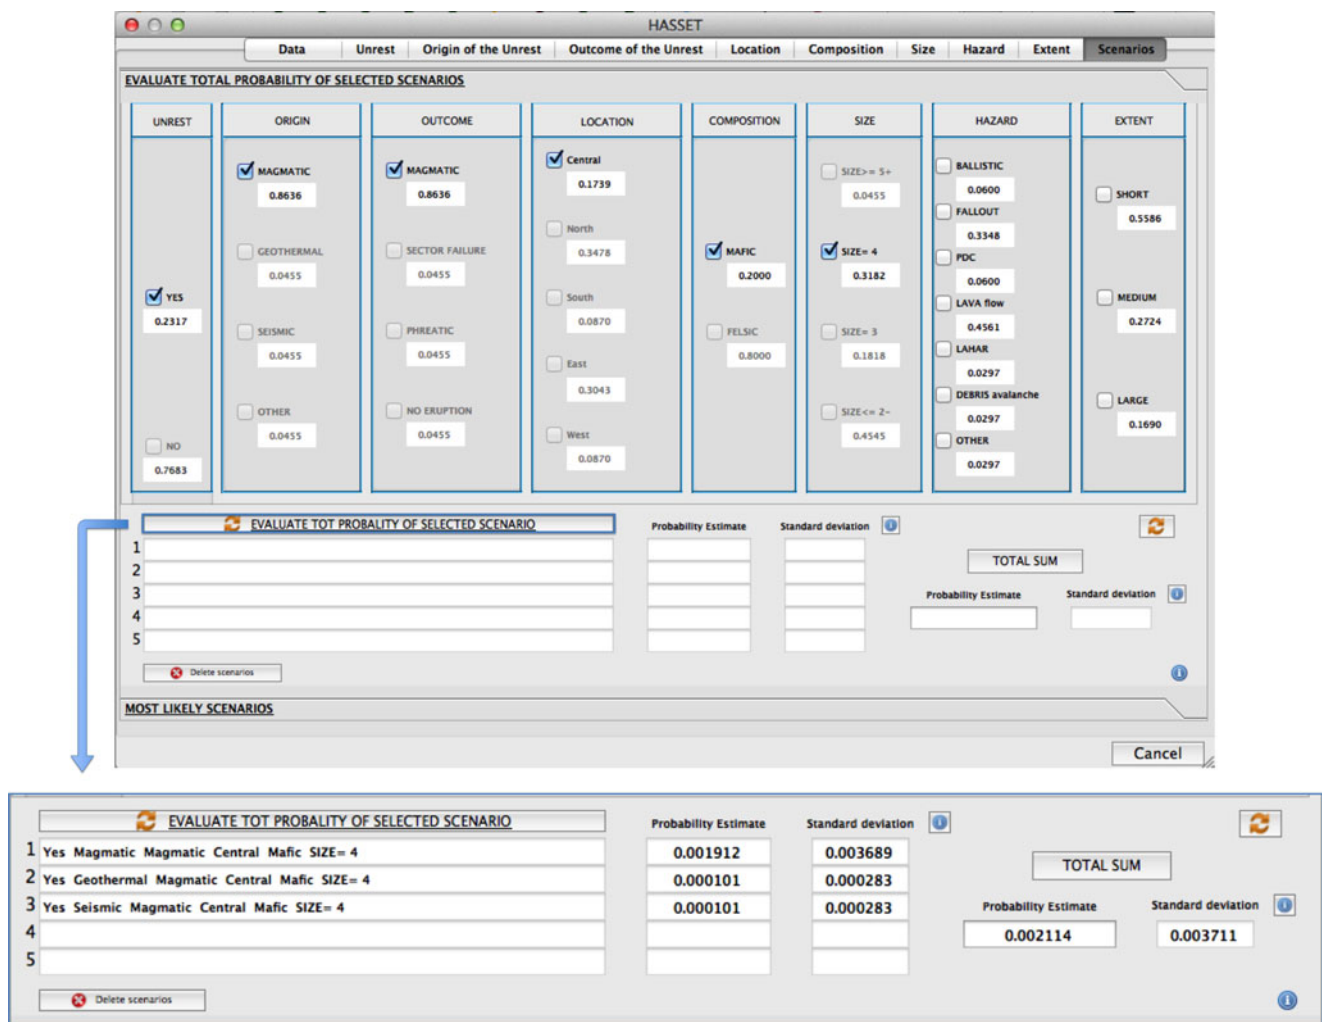 HASSET
Data Unrest Origin of the Unrest Outcome of the Unrest Location Composition Size Hazard Extent Scenarios
EVALUATE TOTAL PROBABILITY OF SELECTED SCENARIOS
UNREST ORIGIN OUTCOME LOCATION COMPOSITION SIZE HAZARD EXTENT
YES
0.2317
NO
0.7683
MAGMATIC
0.8636
GEOTHERMAL
0.0455
SEISMIC
0.0455
OTHER
0.0455
MAGMATIC
0.8636
SECTOR FAILURE
0.0455
PHREATIC
0.0455
NO ERUPTION
0.0455
Central
0.1739
North
0.3478
South
0.0870
East
0.3043
West
0.0870
MAFIC
0.2000
FELSIC
0.8000
SIZE>= 5+
0.0455
SIZE= 4
0.3182
SIZE= 3
0.1818
SIZE<= 2-
0.4545
BALLISTIC
0.0600
FALLOUT
0.3348
PDC
0.0600
LAVA flow
0.4561
LAHAR
0.0297
DEBRIS avalanche
0.0297
OTHER
0.0297
SHORT
0.5586
MEDIUM
0.2724
LARGE
0.1690
EVALUATE TOT PROBALITY OF SELECTED SCENARIO Probability Estimate Standard deviation
1
2
3
4
5
TOTAL SUM
Probability Estimate Standard deviation
Delete scenarios
MOST LIKELY SCENARIOS
Cancel
EVALUATE TOT PROBALITY OF SELECTED SCENARIO Probability Estimate Standard deviation
1 Yes Magmatic Magmatic Central Mafic SIZE= 4 0.001912 0.003689
2 Yes Geothermal Magmatic Central Mafic SIZE= 4 0.000101 0.000283
3 Yes Seismic Magmatic Central Mafic SIZE= 4 0.000101 0.000283
4
5
TOTAL SUM
Probability Estimate Standard deviation
0.002114 0.003711
Delete scenarios